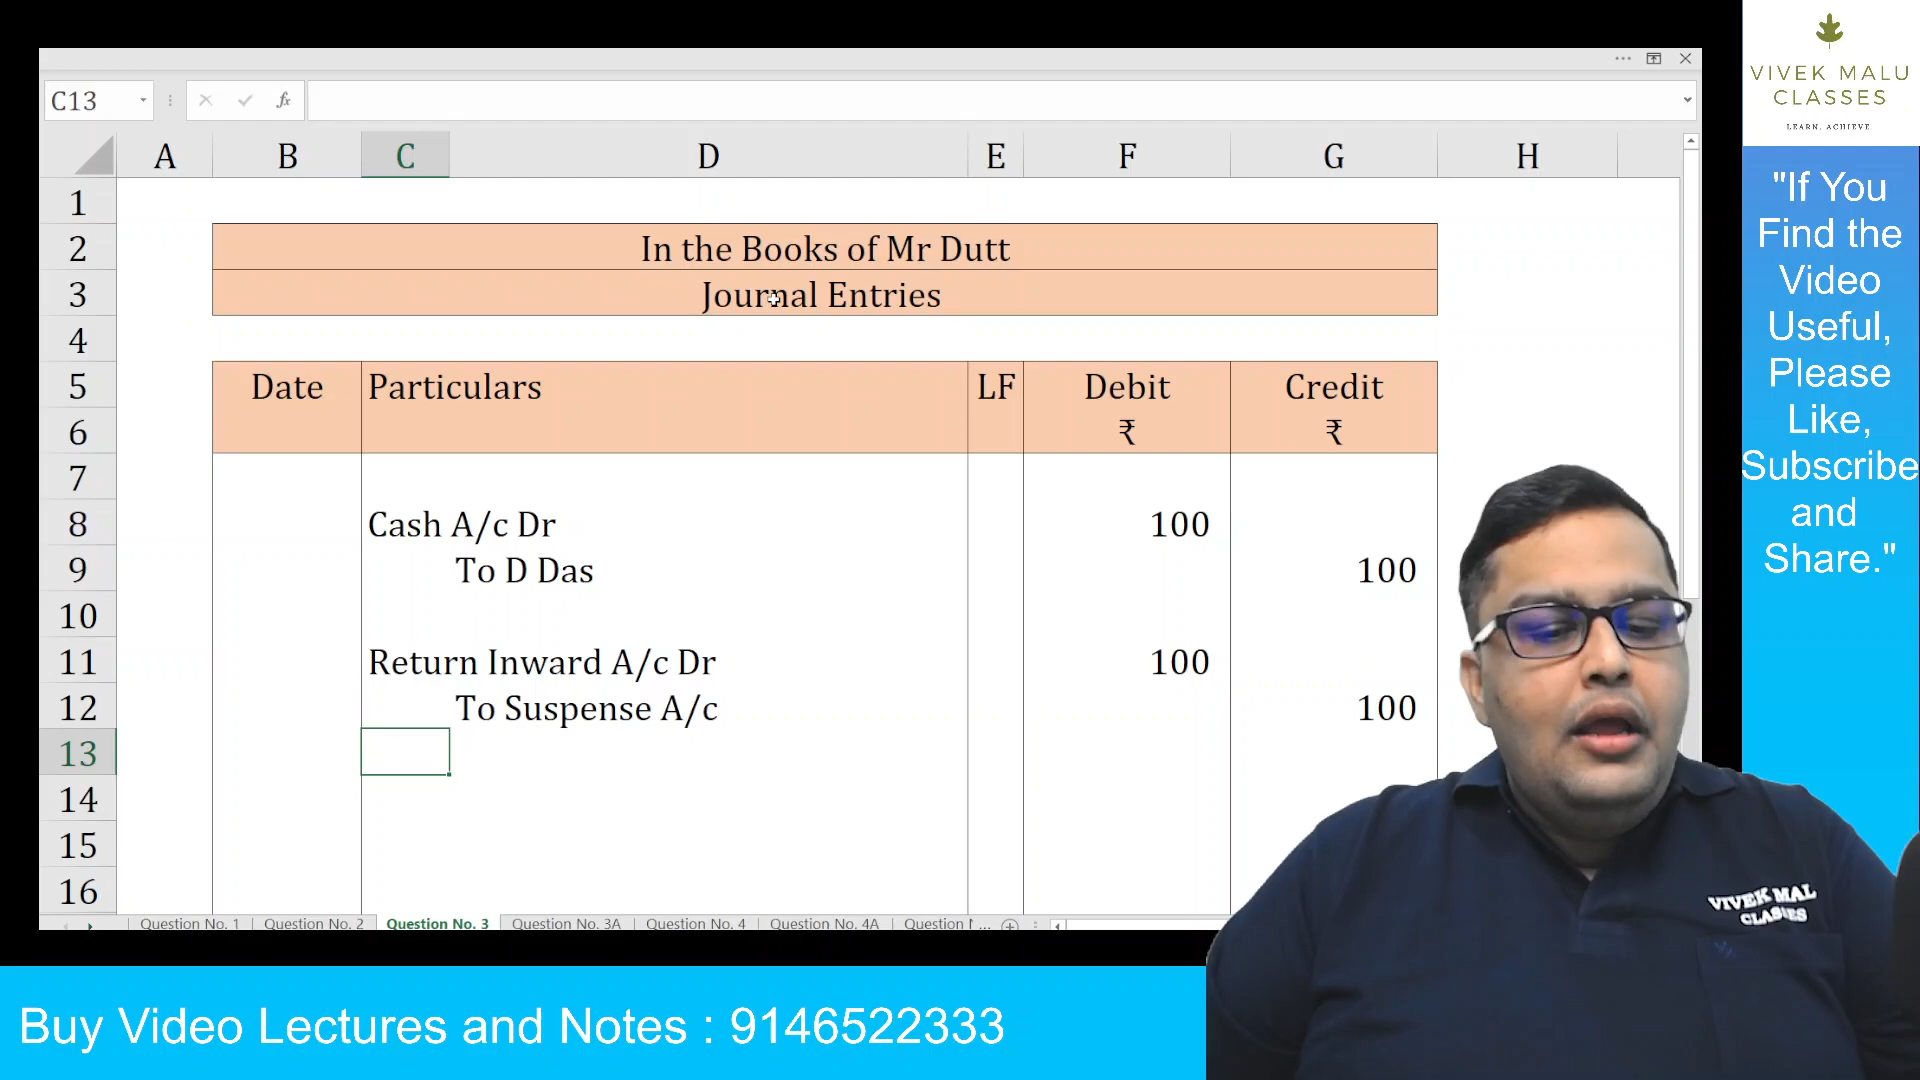 C13
fx
A B C D E F G H
1
2 In the Books of Mr Dutt
3 Journal Entries
4
5 Date Particulars LF Debit Credit
6 ₹ ₹
7
8 Cash A/c Dr 100
9 To D Das 100
10
11 Return Inward A/c Dr 100
12 To Suspense A/c 100
13
14
15
16
Question No. 1 Question No. 2 Question No. 3 Question No. 3A Question No. 4 Question No. 4A Question ...
VIVEK MALU
CLASSES
LEARN. ACHIEVE.
"If You
Find the
Video
Useful,
Please
Like,
Subscribe
and
Share."
VIVEK MAL
CLASSES
Buy Video Lectures and Notes : 9146522333